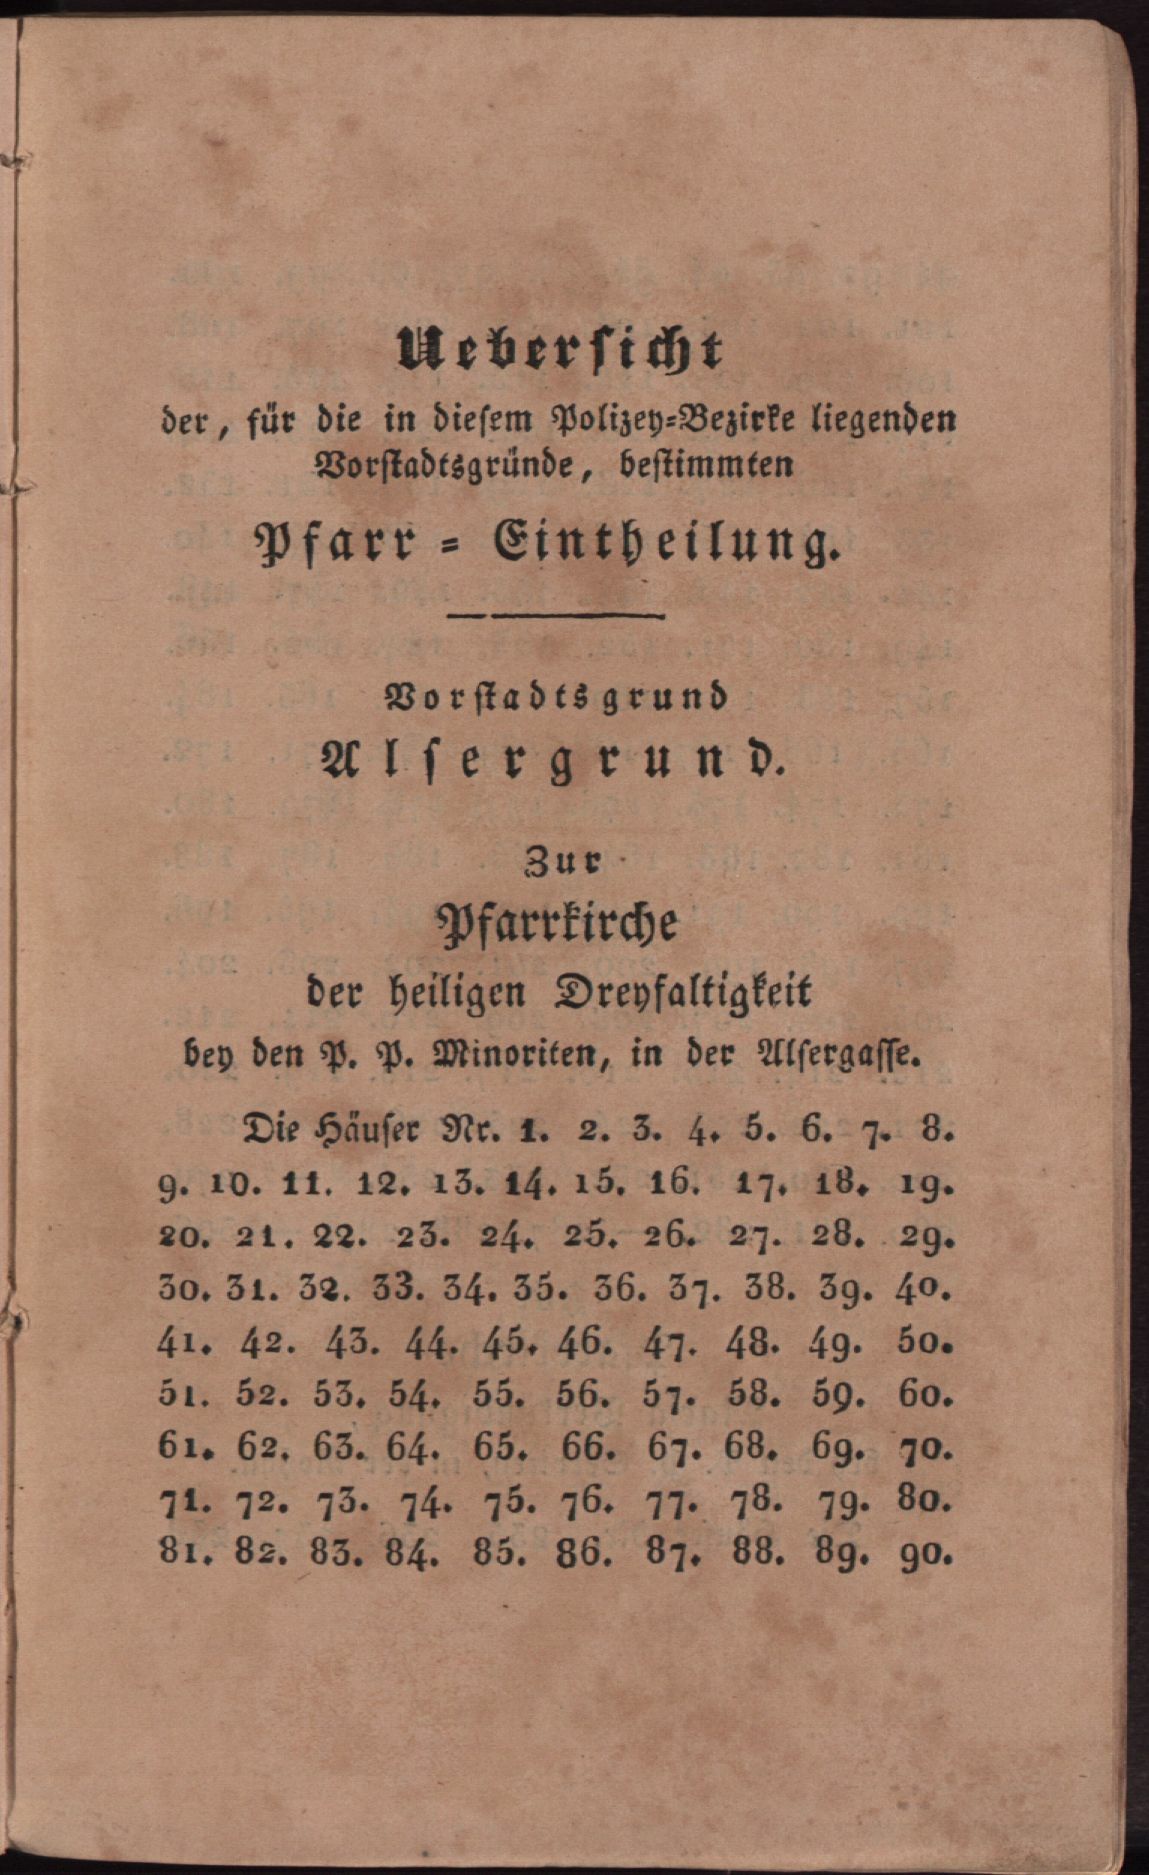 Uebersicht
der, für die in diesem Polizey-Bezirke liegenden
Vorstadtsgründe, bestimmten
Pfarr-Eintheilung.
Vorstadtsgrund
Alsergrund.
Zur
Pfarrkirche
der heiligen Dreyfaltigkeit
bey den P. P. Minoriten, in der Alsergasse.
Die Häuser Nr. 1. 2. 3. 4. 5. 6. 7. 8.
9. 10. 11. 12. 13. 14. 15. 16. 17. 18. 19.
20. 21. 22. 23. 24. 25. 26. 27. 28. 29.
30. 31. 32. 33. 34. 35. 36. 37. 38. 39. 40.
41. 42. 43. 44. 45. 46. 47. 48. 49. 50.
51. 52. 53. 54. 55. 56. 57. 58. 59. 60.
61. 62. 63. 64. 65. 66. 67. 68. 69. 70.
71. 72. 73. 74. 75. 76. 77. 78. 79. 80.
81. 82. 83. 84. 85. 86. 87. 88. 89. 90.